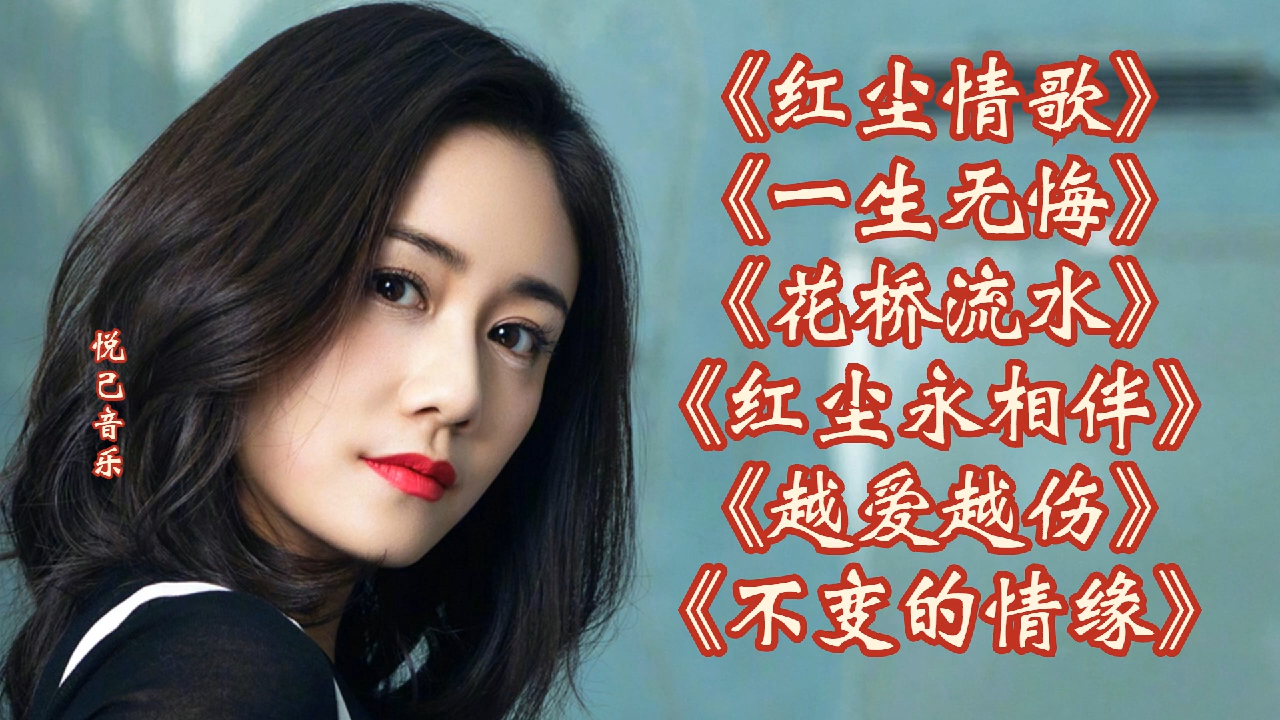 《红尘情歌》
《一生无悔》
《花桥流水》
《红尘永相伴》
《越爱越伤》
《不变的情缘》
悦己音乐